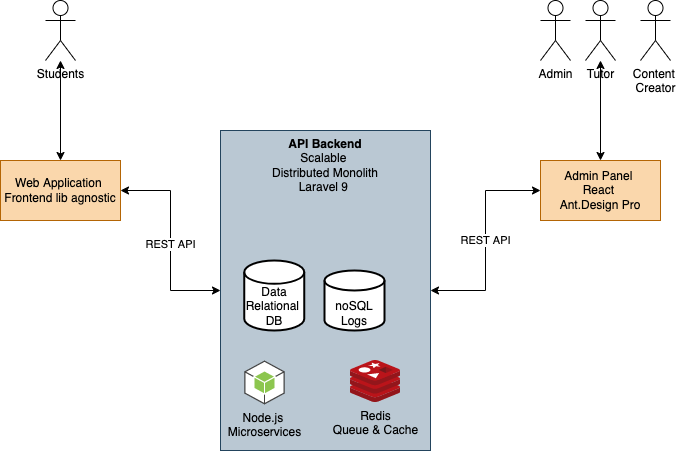 Students
Admin
Tutor
Content
Creator
API Backend
Scalable
Distributed Monolith
Laravel 9
Web Application
Frontend lib agnostic
Admin Panel
React
Ant.Design Pro
REST API
REST API
Data
Relational
DB
noSQL
Logs
Node.js
Microservices
Redis
Queue & Cache